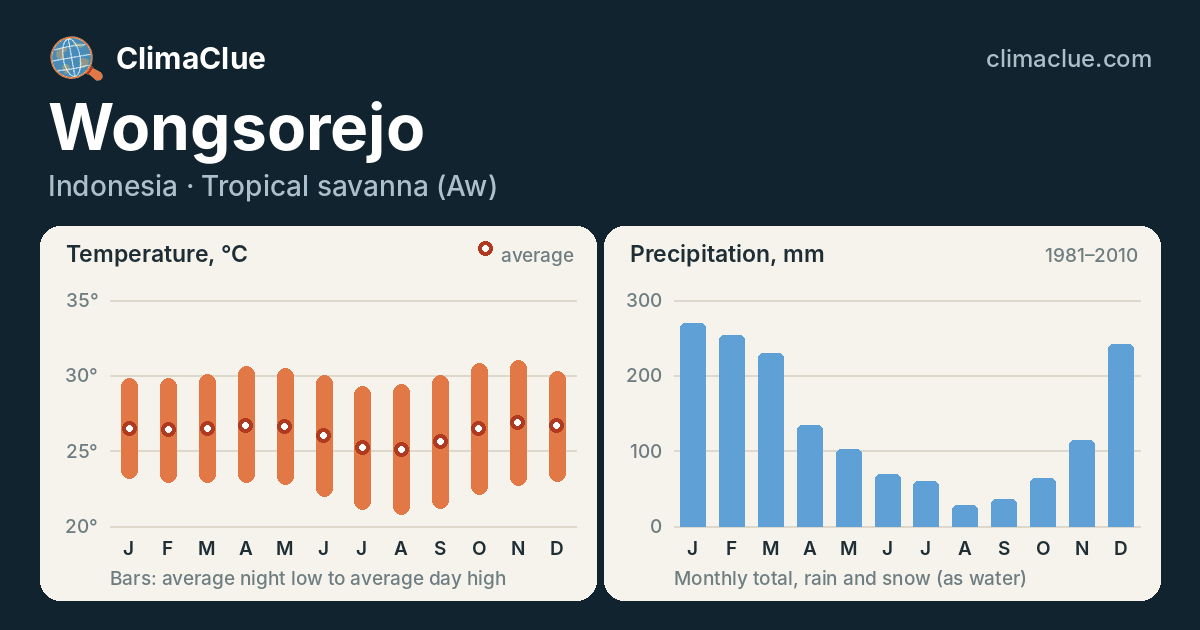 ClimaClue
climaclue.com
Wongsorejo
Indonesia · Tropical savanna (Aw)
Temperature, °C
average
35°
30°
25°
20°
J F M A M J J A S O N D
Bars: average night low to average day high
Precipitation, mm
1981–2010
300
200
100
0
J F M A M J J A S O N D
Monthly total, rain and snow (as water)